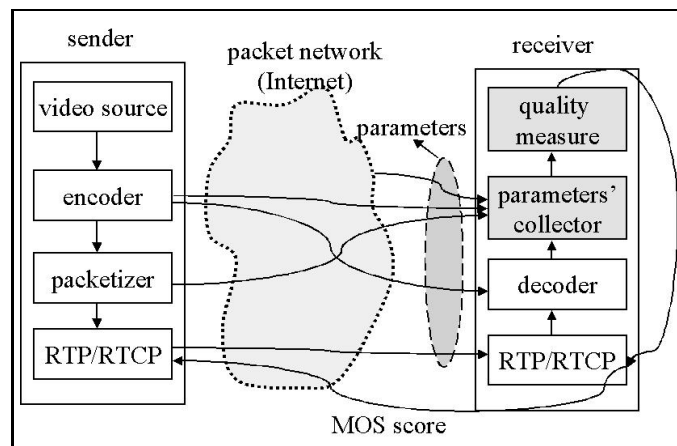 sender
video source
encoder
packetizer
RTP/RTCP
packet network
(Internet)
parameters
receiver
quality
measure
parameters'
collector
decoder
RTP/RTCP
MOS score